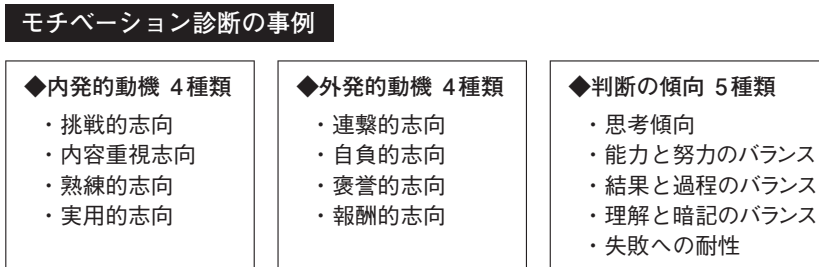 モチベーション診断の事例
◆内発的動機 4種類
・挑戦的志向
・内容重視志向
・熟練的志向
・実用的志向
◆外発的動機 4種類
・連繋的志向
・自負的志向
・褒誉的志向
・報酬的志向
◆判断の傾向 5種類
・思考傾向
・能力と努力のバランス
・結果と過程のバランス
・理解と暗記のバランス
・失敗への耐性